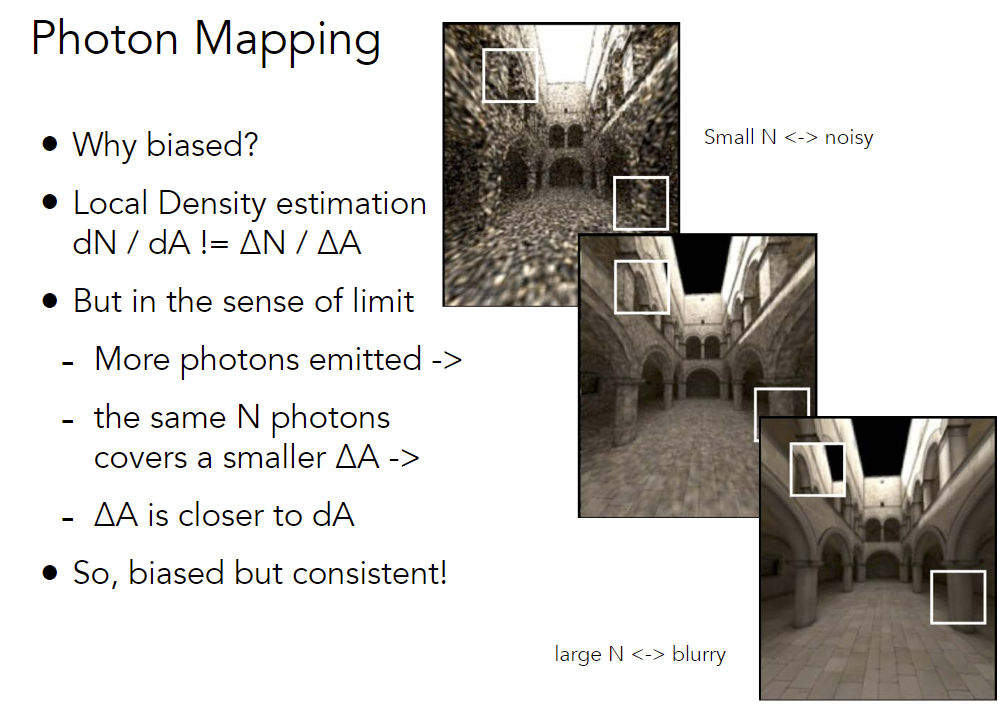 Photon Mapping
• Why biased?
• Local Density estimation
dN / dA != ΔN / ΔA
• But in the sense of limit
- More photons emitted ->
- the same N photons
covers a smaller ΔA ->
- ΔA is closer to dA
• So, biased but consistent!
Small N <-> noisy
large N <-> blurry